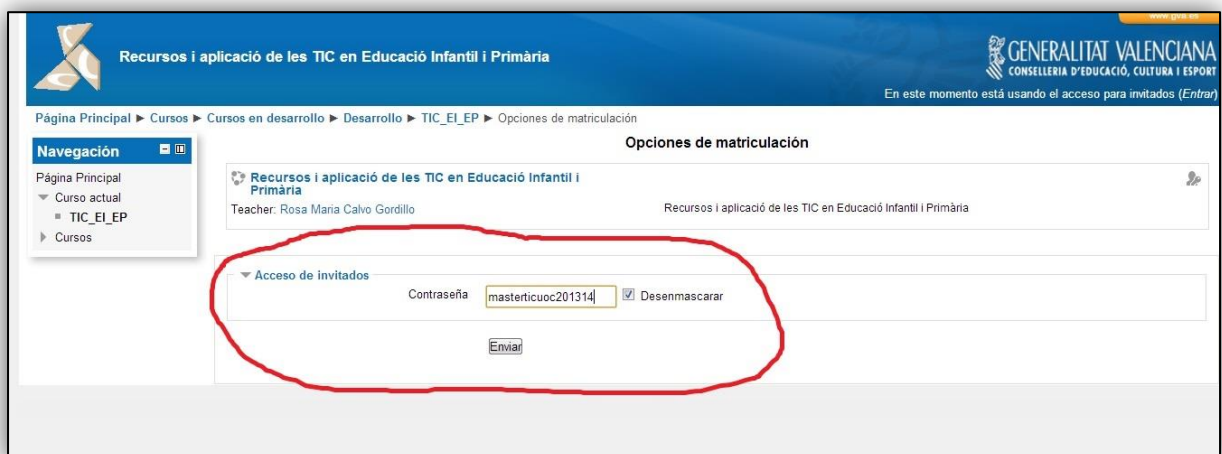 www.gva.es
Recursos i aplicació de les TIC en Educació Infantil i Primària
GENERALITAT VALENCIANA
CONSELLERIA D'EDUCACIÓ, CULTURA I ESPORT
En este momento está usando el acceso para invitados (Entrar)
Página Principal ► Cursos ► Cursos en desarrollo ► Desarrollo ► TIC_EI_EP ► Opciones de matriculación
Navegación
Página Principal
Curso actual
TIC_EI_EP
Cursos
Opciones de matriculación
Recursos i aplicació de les TIC en Educació Infantil i
Primària
Teacher: Rosa Maria Calvo Gordillo
Recursos i aplicació de les TIC en Educació Infantil i Primària
Acceso de invitados
Contraseña masterticuoc201314 Desenmascarar
Enviar